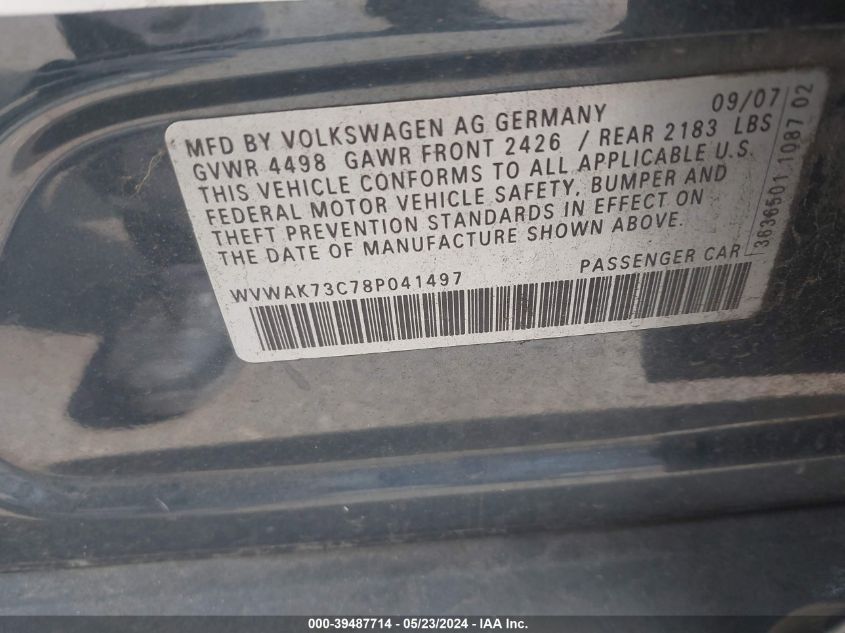 MFD BY VOLKSWAGEN AG GERMANY 09/07
GVWR 4498 GAWR FRONT 2426 / REAR 2183 LBS
THIS VEHICLE CONFORMS TO ALL APPLICABLE U.S.
FEDERAL MOTOR VEHICLE SAFETY, BUMPER AND
THEFT PREVENTION STANDARDS IN EFFECT ON
THE DATE OF MANUFACTURE SHOWN ABOVE.
WVWAK73C78P041497 PASSENGER CAR
3636501 1087 02
000-39487714 - 05/23/2024 - IAA Inc.